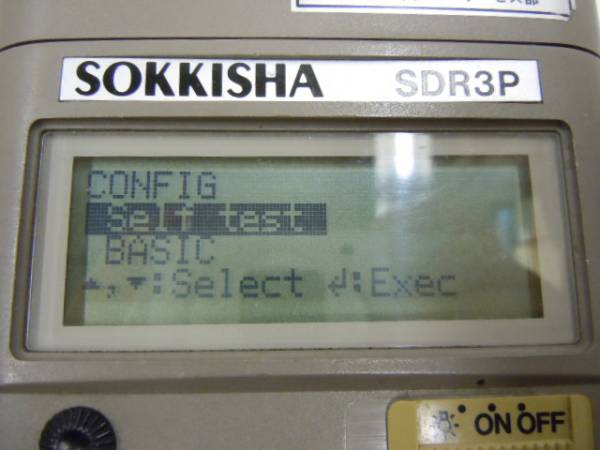 SOKKISHA SDR3P
CONFIG
Self test
BASIC
▲,▼:Select ↲:Exec
ON OFF